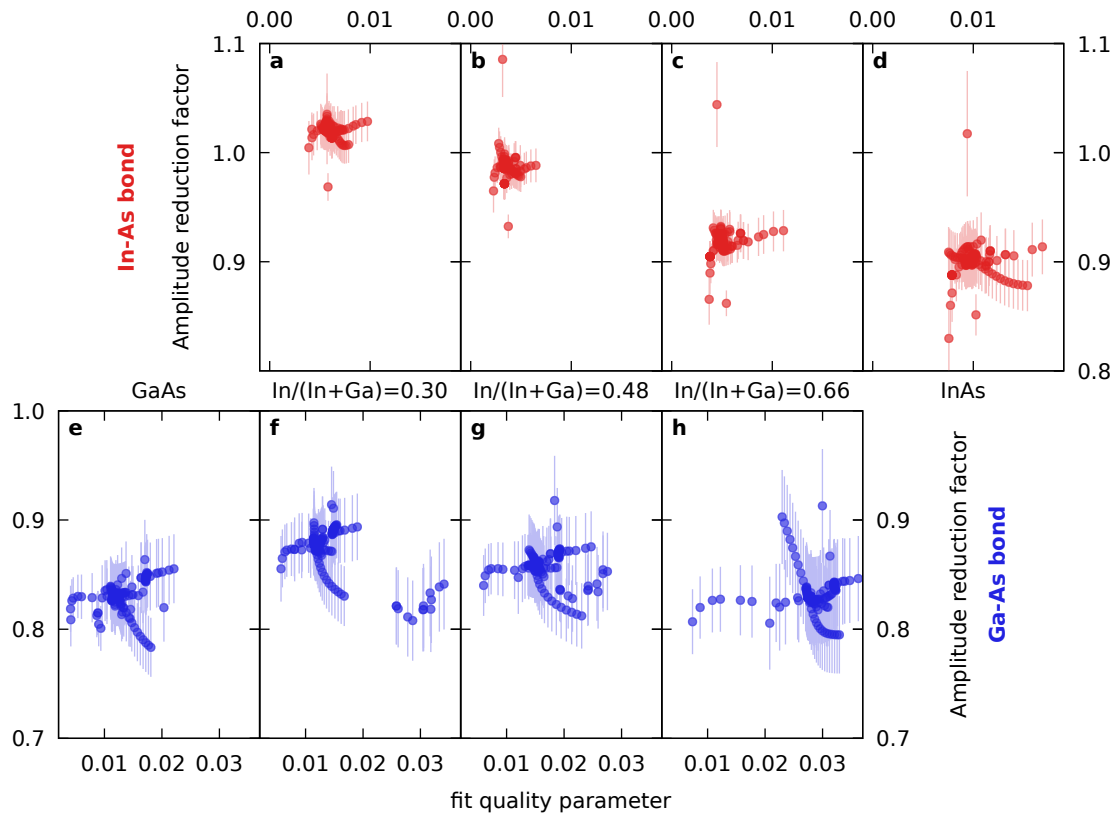 0.00 0.01 0.00 0.01 0.00 0.01 0.01
1.1 a b c d 1.1
1.0 1.0
0.9 0.9
0.8
In-As bond
Amplitude reduction factor
GaAs In/(In+Ga)=0.30 In/(In+Ga)=0.48 In/(In+Ga)=0.66 InAs
1.0 e f g h
0.9 0.9
0.8 0.8
0.7 0.7
Amplitude reduction factor
Ga-As bond
0.01 0.02 0.03 0.01 0.02 0.03 0.01 0.02 0.03 0.01 0.02 0.03
fit quality parameter